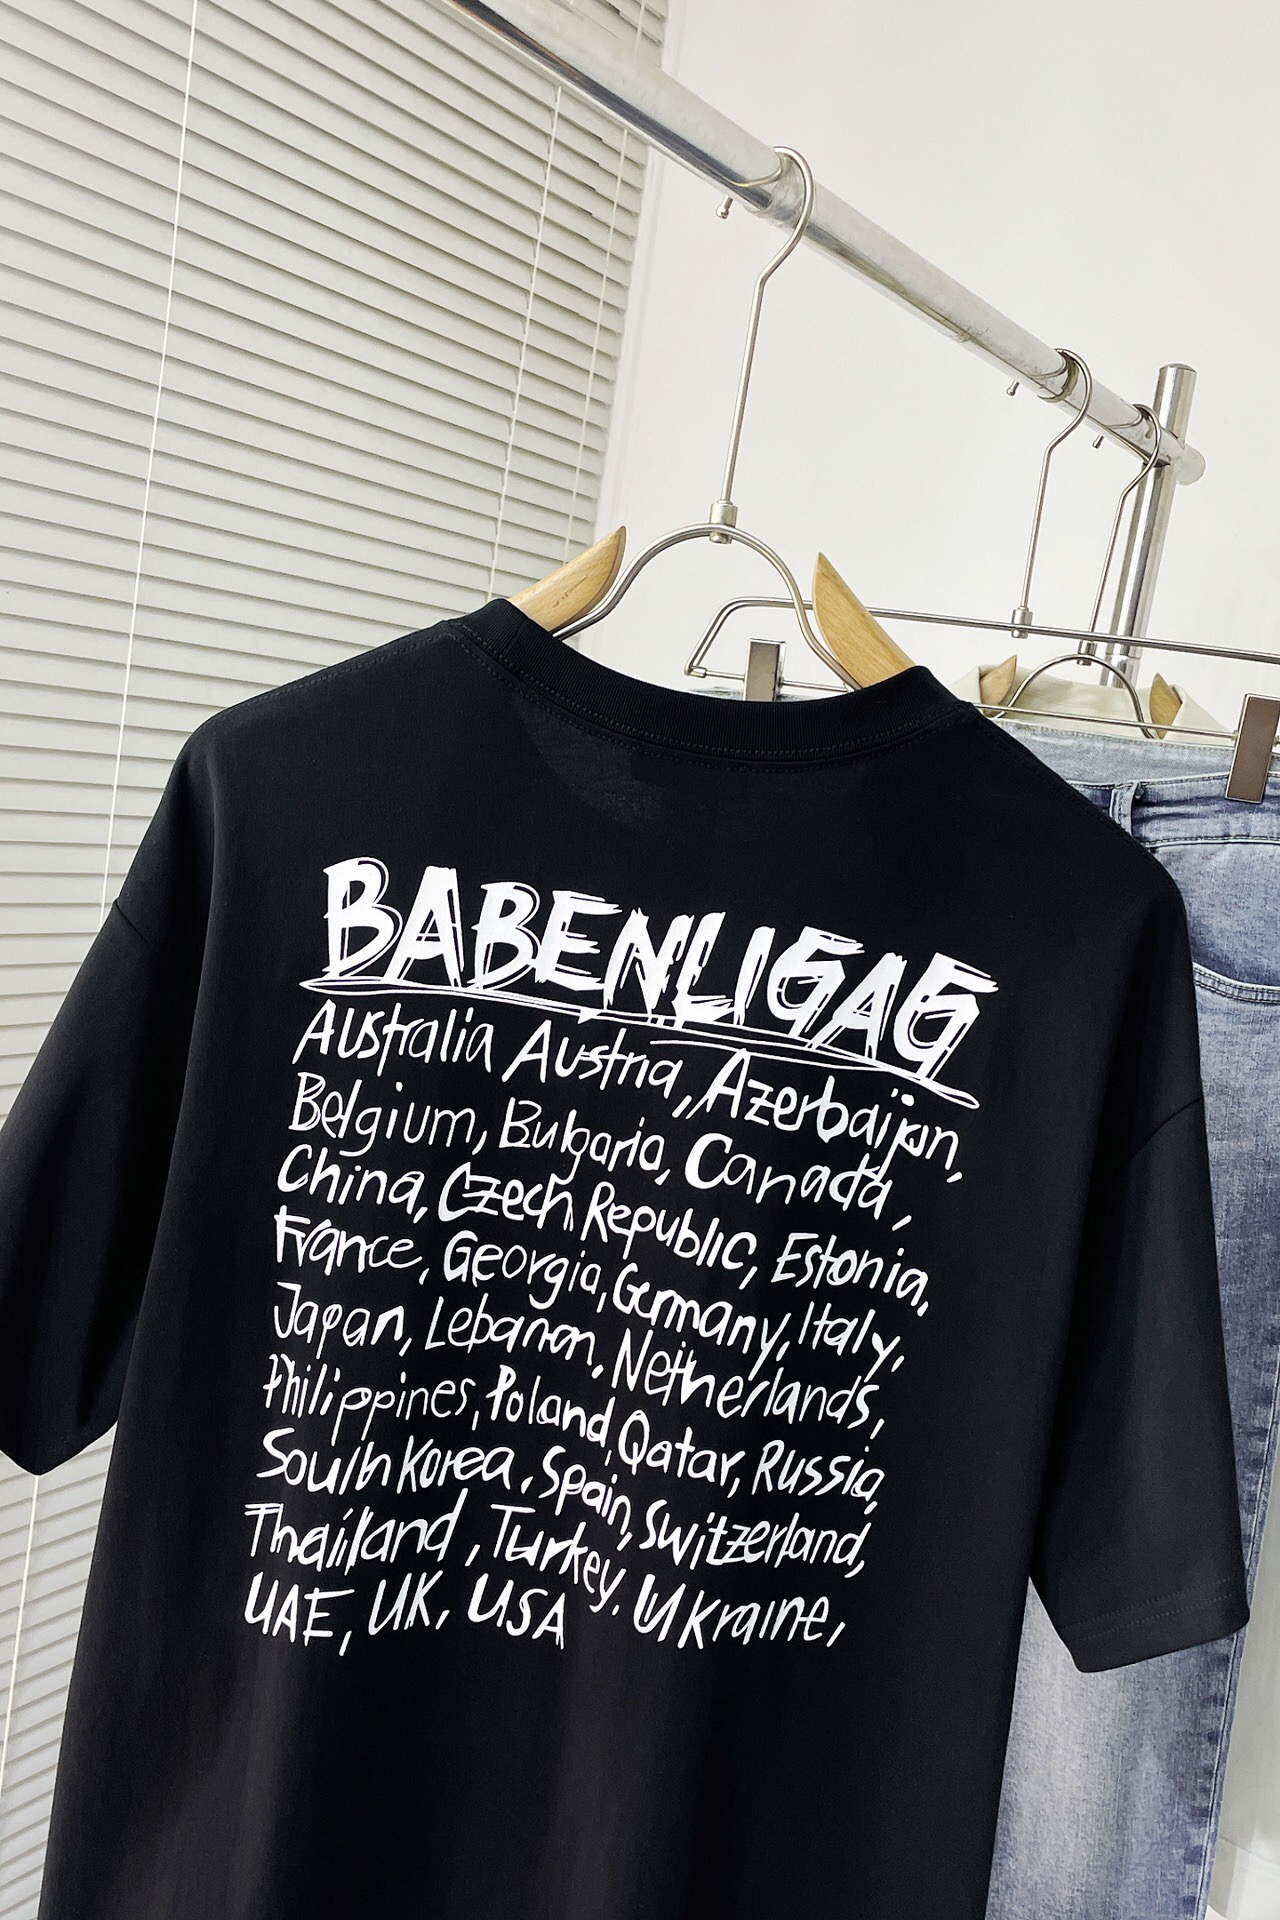 BABENLIGAG
Australia Austria, Azerbaijan,
Belgium, Bulgaria, Canada,
China, Czech Republic, Estonia,
France, Georgia, Germany, Italy,
Japan, Lebanon, Netherlands,
Philippines, Poland, Qatar, Russia,
South Korea, Spain, Switzerland,
Thailand, Turkey, Ukraine,
UAE, UK, USA